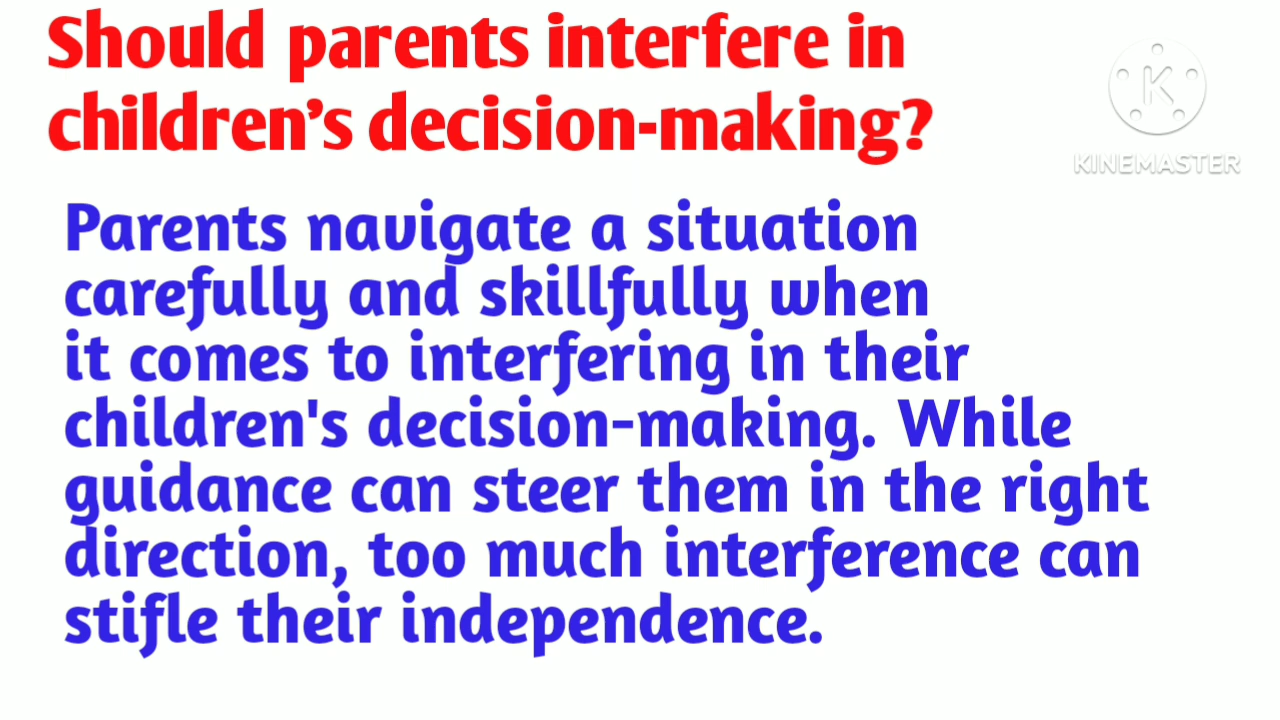 Should parents interfere in
children’s decision-making?
K
KINEMASTER
Parents navigate a situation
carefully and skillfully when
it comes to interfering in their
children's decision-making. While
guidance can steer them in the right
direction, too much interference can
stifle their independence.